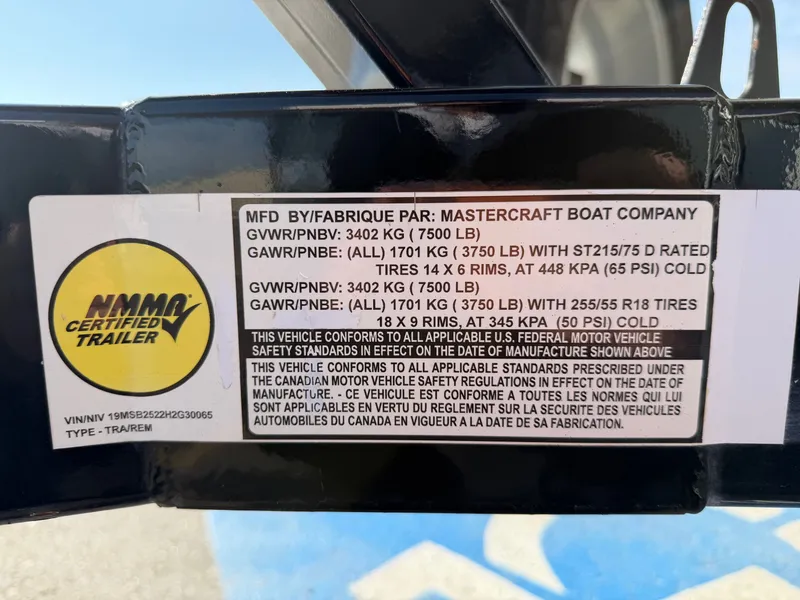 MFD BY/FABRIQUE PAR: MASTERCRAFT BOAT COMPANY
GVWR/PNBV: 3402 KG ( 7500 LB)
GAWR/PNBE: (ALL) 1701 KG ( 3750 LB) WITH ST215/75 D RATED
TIRES 14 X 6 RIMS, AT 448 KPA (65 PSI) COLD
GVWR/PNBV: 3402 KG ( 7500 LB)
GAWR/PNBE: (ALL) 1701 KG ( 3750 LB) WITH 255/55 R18 TIRES
18 X 9 RIMS, AT 345 KPA (50 PSI) COLD
THIS VEHICLE CONFORMS TO ALL APPLICABLE U.S. FEDERAL MOTOR VEHICLE
SAFETY STANDARDS IN EFFECT ON THE DATE OF MANUFACTURE SHOWN ABOVE
THIS VEHICLE CONFORMS TO ALL APPLICABLE STANDARDS PRESCRIBED UNDER
THE CANADIAN MOTOR VEHICLE SAFETY REGULATIONS IN EFFECT ON THE DATE OF
MANUFACTURE. - CE VEHICULE EST CONFORME A TOUTES LES NORMES QUI LUI
SONT APPLICABLES EN VERTU DU REGLEMENT SUR LA SECURITE DES VEHICULES
AUTOMOBILES DU CANADA EN VIGUEUR A LA DATE DE SA FABRICATION.
NMMA
CERTIFIED
TRAILER
VIN/NIV 19MSB2522H2G30065
TYPE - TRA/REM